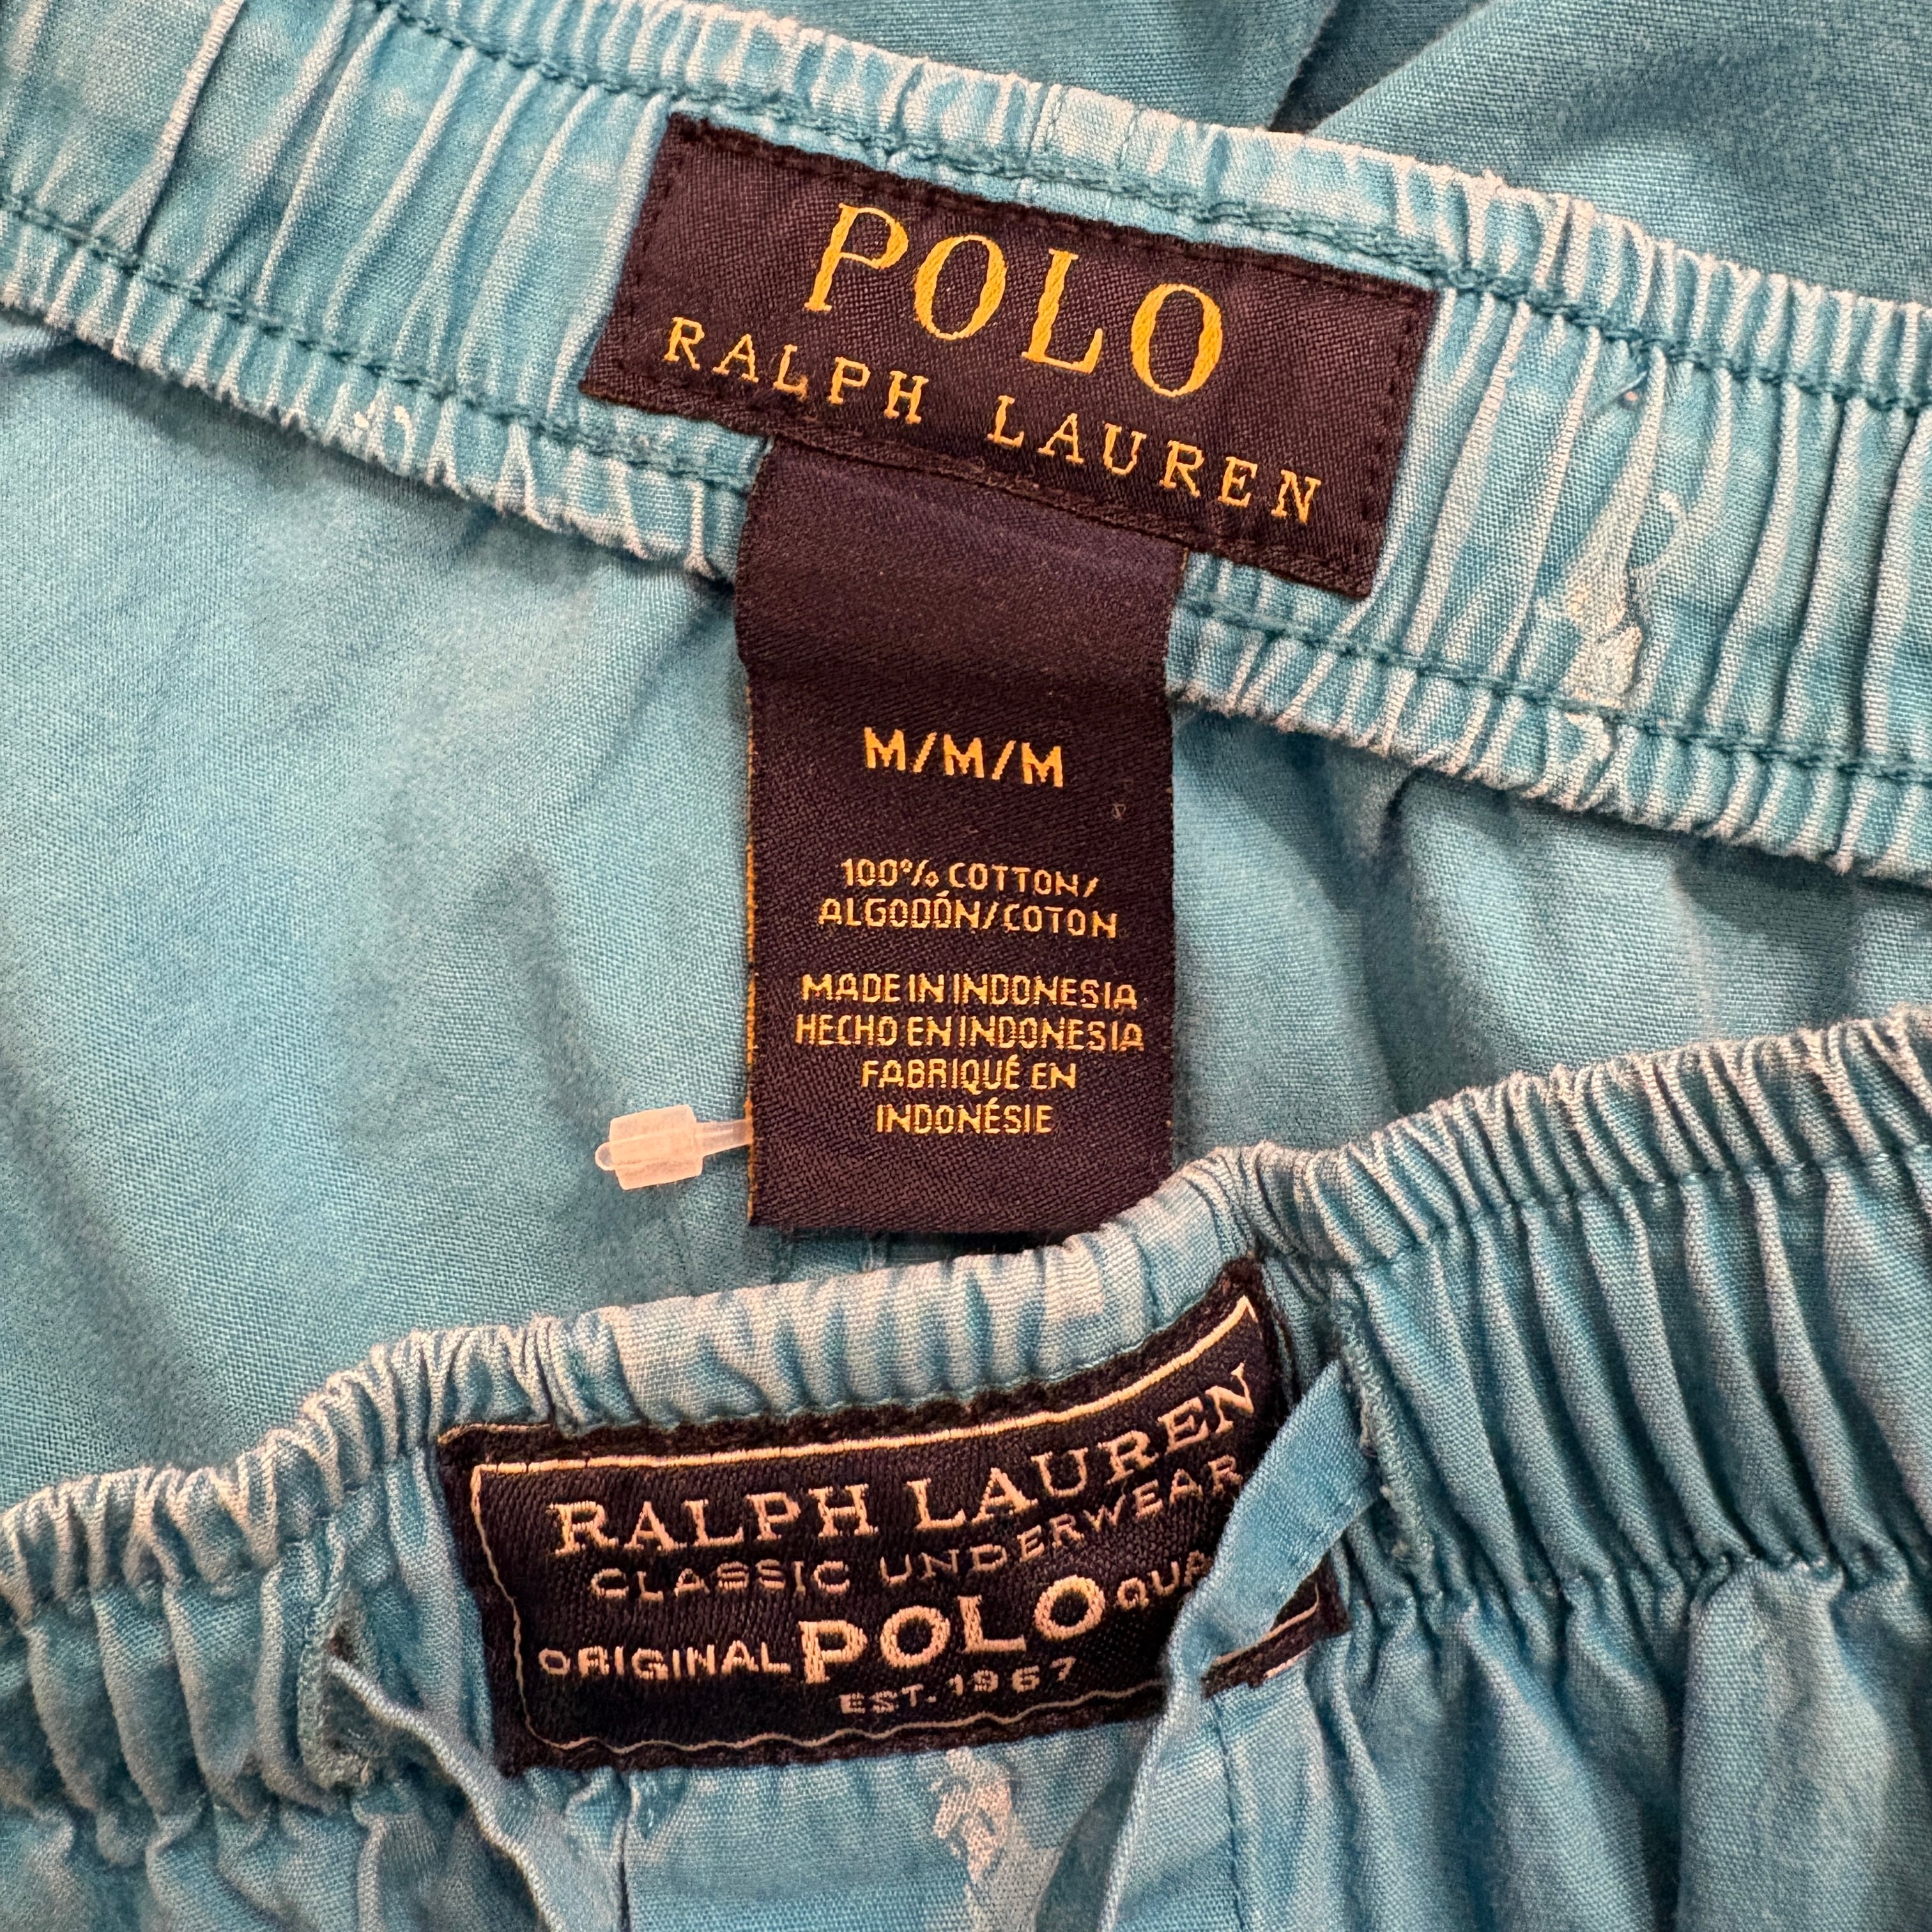 POLO
RALPH LAUREN
M/M/M
100% COTTON/
ALGODÓN/COTON
MADE IN INDONESIA
HECHO EN INDONESIA
FABRIQUÉ EN
INDONÉSIE
RALPH LAUREN
CLASSIC UNDERWEAR
ORIGINAL POLO
EST. 1967